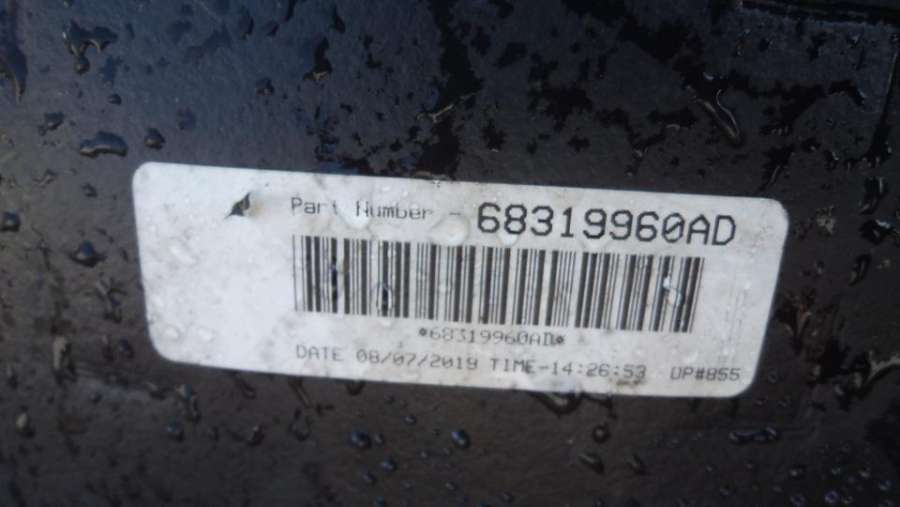 Part Number - 68319960AD
*68319960AD*
DATE 08/07/2019 TIME-14:26:53 OP#855